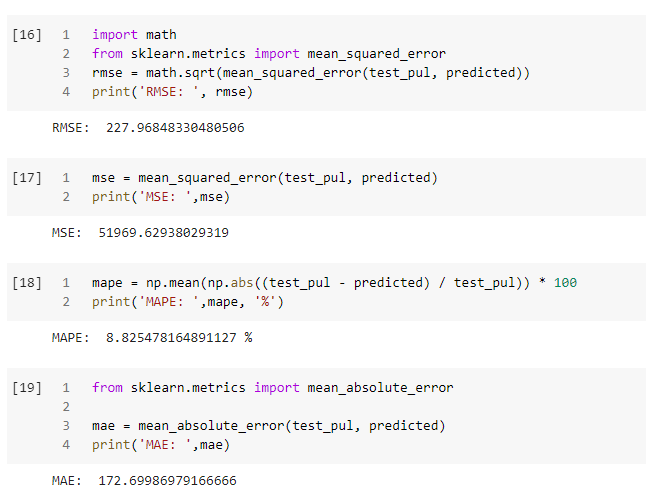 [16] 1 import math
2 from sklearn.metrics import mean_squared_error
3 rmse = math.sqrt(mean_squared_error(test_pul, predicted))
4 print('RMSE: ', rmse)
RMSE:  227.96848330480506
[17] 1 mse = mean_squared_error(test_pul, predicted)
2 print('MSE: ',mse)
MSE:  51969.62938029319
[18] 1 mape = np.mean(np.abs((test_pul - predicted) / test_pul)) * 100
2 print('MAPE: ',mape, '%')
MAPE:  8.825478164891127 %
[19] 1 from sklearn.metrics import mean_absolute_error
2
3 mae = mean_absolute_error(test_pul, predicted)
4 print('MAE: ',mae)
MAE:  172.69986979166666